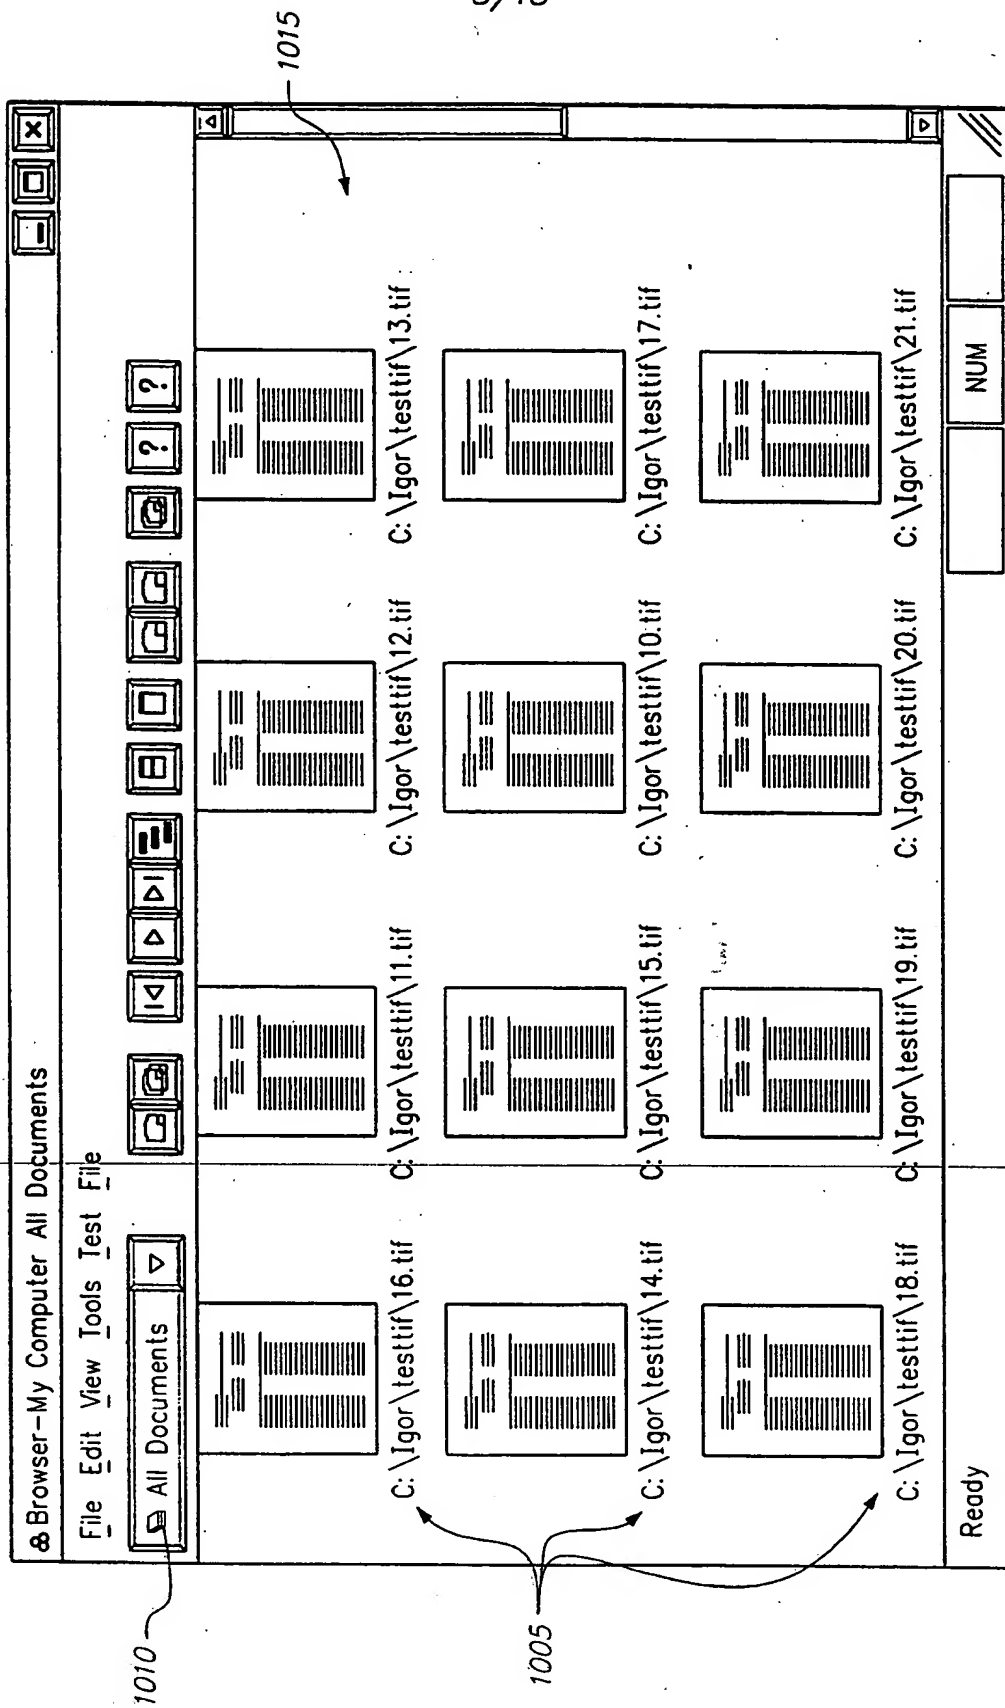 1015
Browser-My Computer All Documents
File Edit View Tools Test File
1010
All Documents
? ?
C: \Igor\testtif\16.tif C: \Igor\testtif\11.tif C: \Igor\testtif\12.tif C: \Igor\testtif\13.tif
C: \Igor\testtif\14.tif C: \Igor\testtif\15.tif C: \Igor\testtif\10.tif C: \Igor\testtif\17.tif
1005
C: \Igor\testtif\18.tif C: \Igor\testtif\19.tif C: \Igor\testtif\20.tif C: \Igor\testtif\21.tif
Ready NUM